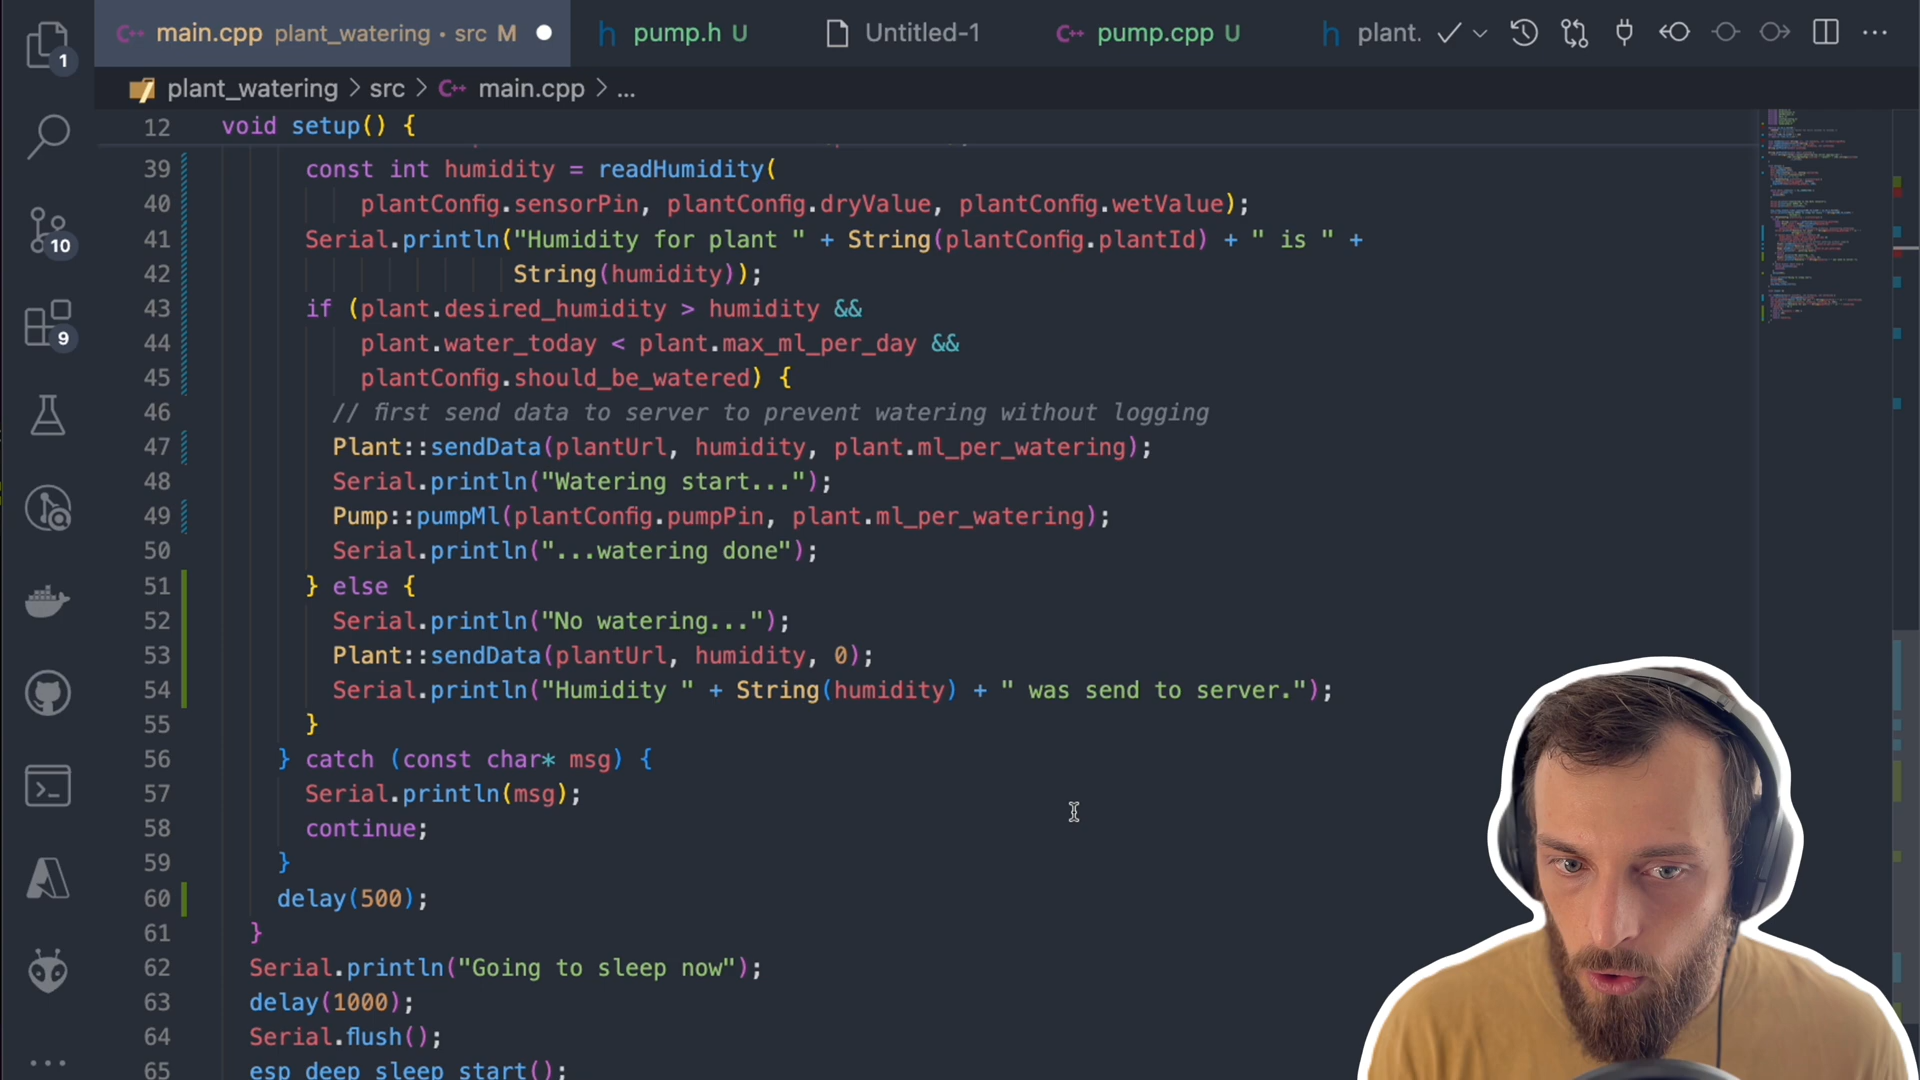 main.cpp plant_watering • src M
pump.h U
Untitled-1
pump.cpp U
plant.
plant_watering > src > main.cpp > ...
12 void setup() {
39 const int humidity = readHumidity(
40 plantConfig.sensorPin, plantConfig.dryValue, plantConfig.wetValue);
41 Serial.println("Humidity for plant " + String(plantConfig.plantId) + " is " +
42 String(humidity));
43 if (plant.desired_humidity > humidity &&
44 plant.water_today < plant.max_ml_per_day &&
45 plantConfig.should_be_watered) {
46 // first send data to server to prevent watering without logging
47 Plant::sendData(plantUrl, humidity, plant.ml_per_watering);
48 Serial.println("Watering start...");
49 Pump::pumpMl(plantConfig.pumpPin, plant.ml_per_watering);
50 Serial.println("...watering done");
51 } else {
52 Serial.println("No watering...");
53 Plant::sendData(plantUrl, humidity, 0);
54 Serial.println("Humidity " + String(humidity) + " was send to server.");
55 }
56 } catch (const char* msg) {
57 Serial.println(msg);
58 continue;
59 }
60 delay(500);
61 }
62 Serial.println("Going to sleep now");
63 delay(1000);
64 Serial.flush();
65 esp_deep_sleep_start();
1
10
9